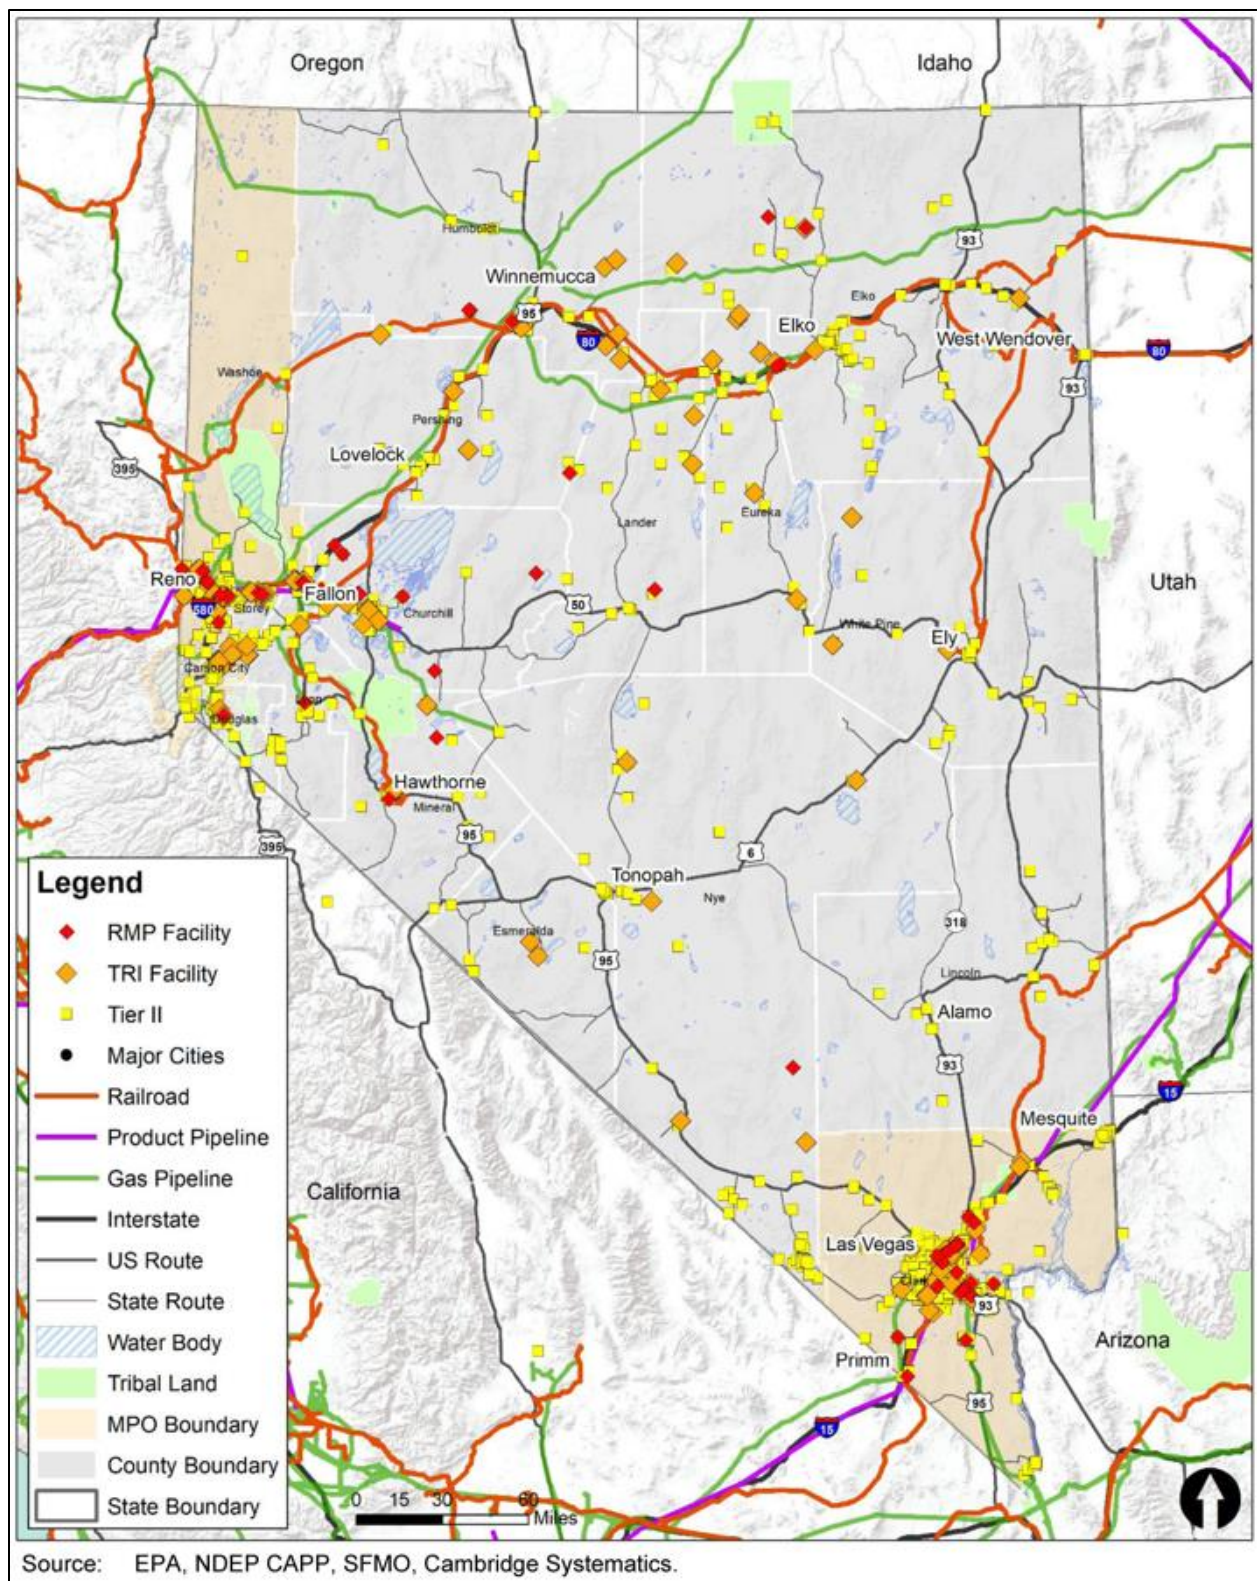 Oregon
Idaho
Humboldt
93
Winnemucca
95
Elko
Elko
80
West Wendover
80
Washoe
93
Pershing
Lovelock
395
Lander
Eureka
Reno
Fallon
Utah
580
Storey
50
Churchill
White Pine
Ely
Carson City
Douglas
Hawthorne
Mineral
95
395
6
Tonopah
Nye
Esmeralda
318
95
Lincoln
Alamo
93
15
Mesquite
California
Las Vegas
93
Arizona
Primm
95
15
Legend
RMP Facility
TRI Facility
Tier II
Major Cities
Railroad
Product Pipeline
Gas Pipeline
Interstate
US Route
State Route
Water Body
Tribal Land
MPO Boundary
County Boundary
State Boundary
0 15 30 60
Miles
Source: EPA, NDEP CAPP, SFMO, Cambridge Systematics.